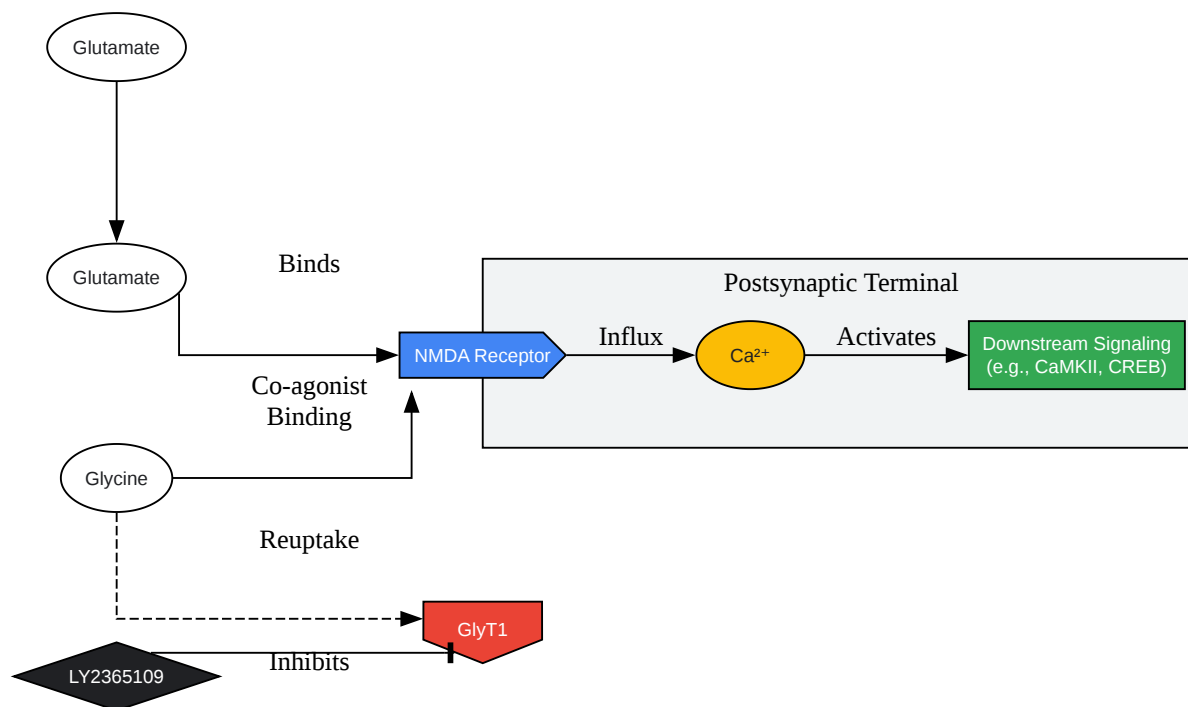 Glutamate
Glutamate
Binds
Postsynaptic Terminal
NMDA Receptor
Influx
Ca²⁺
Activates
Downstream Signaling
(e.g., CaMKII, CREB)
Co-agonist
Binding
Glycine
Reuptake
GlyT1
Inhibits
LY2365109